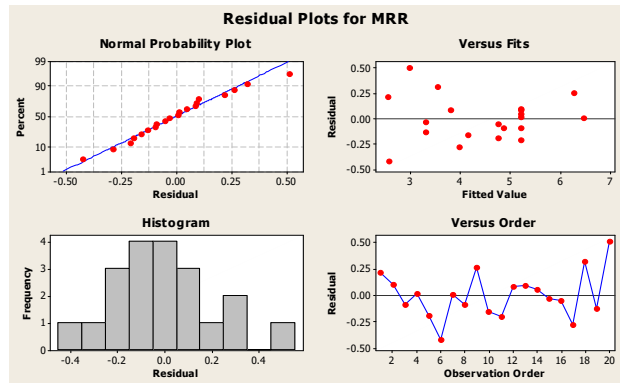 Residual Plots for MRR
Normal Probability Plot
99
90
50
10
1
Percent
-0.50 -0.25 0.00 0.25 0.50
Residual
Versus Fits
0.50
0.25
0.00
-0.25
-0.50
Residual
3 4 5 6 7
Fitted Value
Histogram
4
3
2
1
0
Frequency
-0.4 -0.2 0.0 0.2 0.4
Residual
Versus Order
0.50
0.25
0.00
-0.25
-0.50
Residual
2 4 6 8 10 12 14 16 18 20
Observation Order